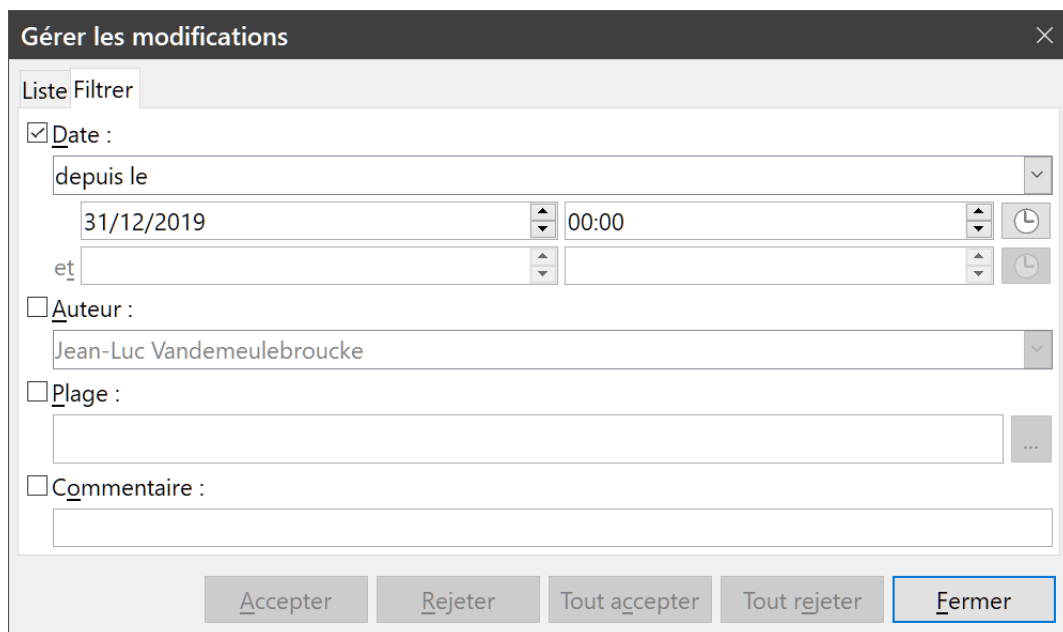 Gérer les modifications
Liste Filtrer
Date :
depuis le
31/12/2019 00:00
et
Auteur :
Jean-Luc Vandemeulebroucke
Plage :
...
Commentaire :
Accepter Rejeter Tout accepter Tout rejeter Fermer